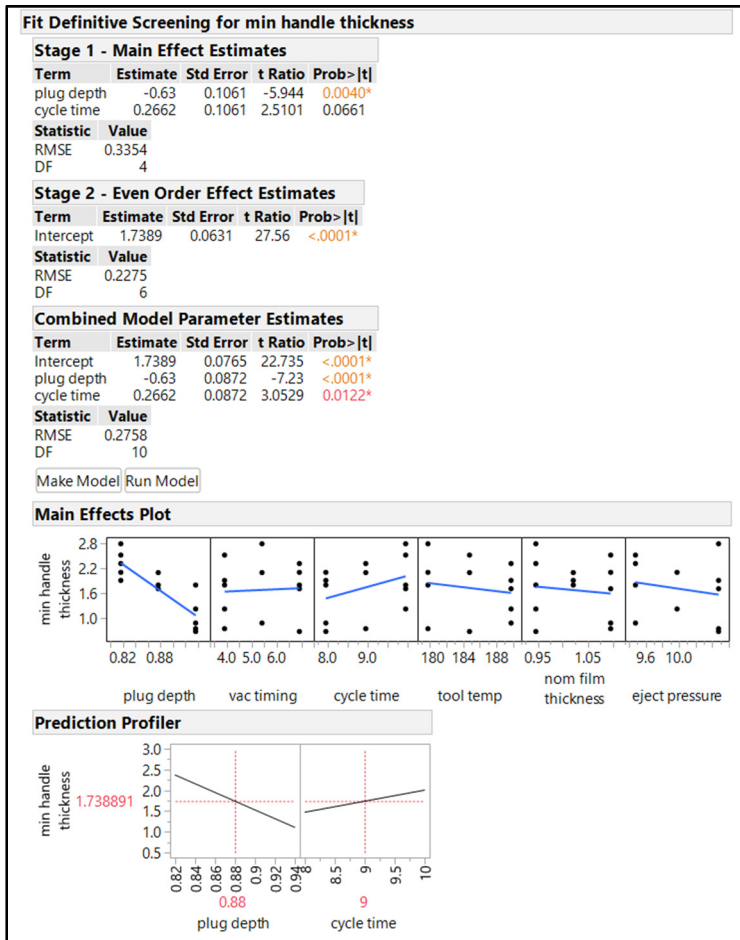 Fit Definitive Screening for min handle thickness
Stage 1 - Main Effect Estimates
Term Estimate Std Error t Ratio Prob>|t|
plug depth -0.63 0.1061 -5.944 0.0040*
cycle time 0.2662 0.1061 2.5101 0.0661
Statistic Value
RMSE 0.3354
DF 4
Stage 2 - Even Order Effect Estimates
Term Estimate Std Error t Ratio Prob>|t|
Intercept 1.7389 0.0631 27.56 <.0001*
Statistic Value
RMSE 0.2275
DF 6
Combined Model Parameter Estimates
Term Estimate Std Error t Ratio Prob>|t|
Intercept 1.7389 0.0765 22.735 <.0001*
plug depth -0.63 0.0872 -7.23 <.0001*
cycle time 0.2662 0.0872 3.0529 0.0122*
Statistic Value
RMSE 0.2758
DF 10
Make Model Run Model
Main Effects Plot
min handle
thickness
2.8
2.2
1.6
1.0
0.82 0.88 4.0 5.0 6.0 8.0 9.0 180 184 188 0.95 1.05 9.6 10.0
plug depth vac timing cycle time tool temp nom film thickness eject pressure
Prediction Profiler
min handle
thickness
1.738891
3.0
2.5
2.0
1.5
1.0
0.5
0.82 0.84 0.86 0.88 0.9 0.92 0.94 8 8.5 9 9.5 10
0.88 9
plug depth cycle time